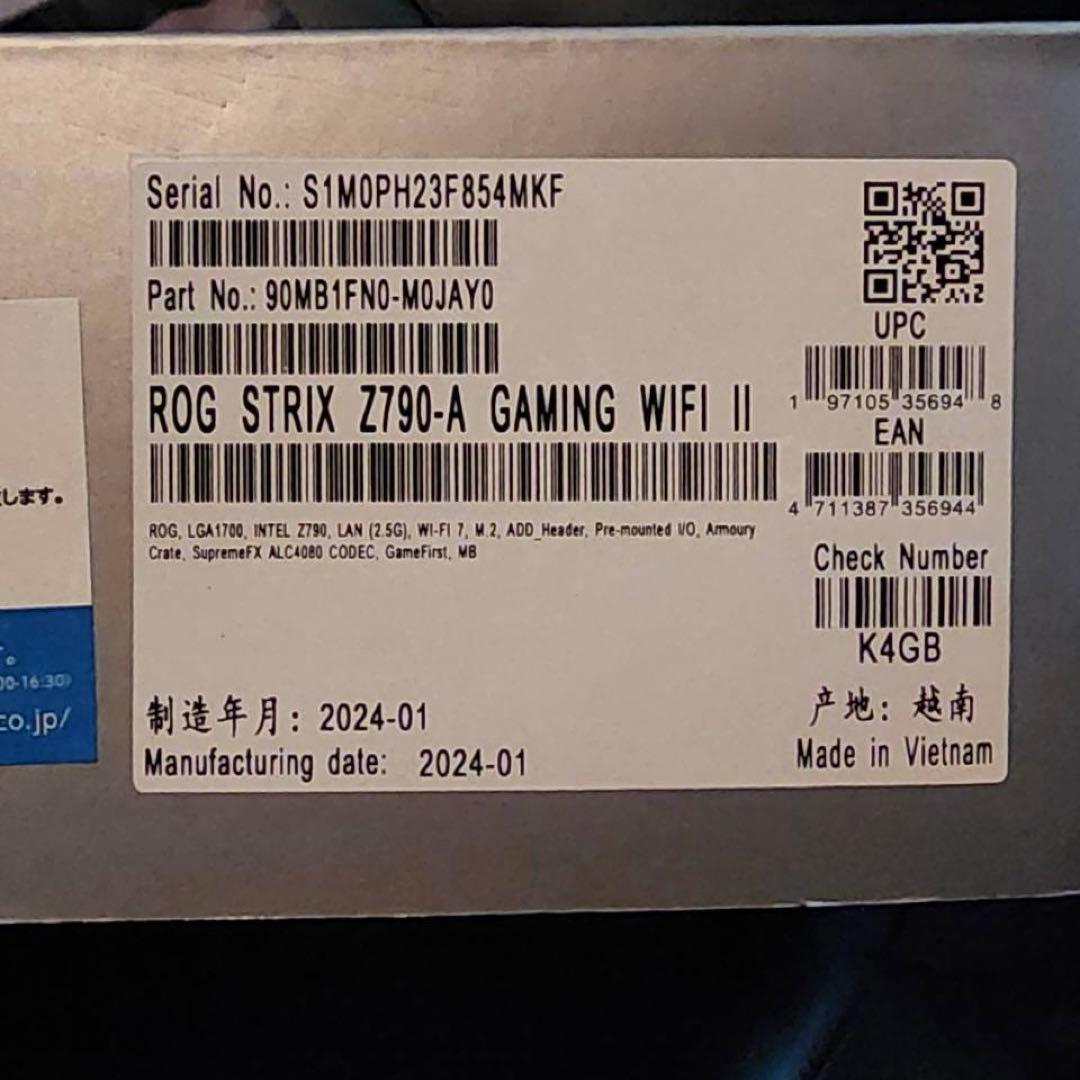 Serial No.: S1M0PH23F854MKF
Part No.: 90MB1FN0-M0JAY0
ROG STRIX Z790-A GAMING WIFI II
ROG, LGA1700, INTEL Z790, LAN (2.5G), WI-FI 7, M.2, ADD_Header, Pre-mounted I/O, Armoury
Crate, SupremeFX ALC4080 CODEC, GameFirst, MB
制造年月: 2024-01
Manufacturing date: 2024-01
UPC
1 97105 35694 8
EAN
4 711387 356944
Check Number
K4GB
产地: 越南
Made in Vietnam
します。
。
00-16:30)
co.jp/